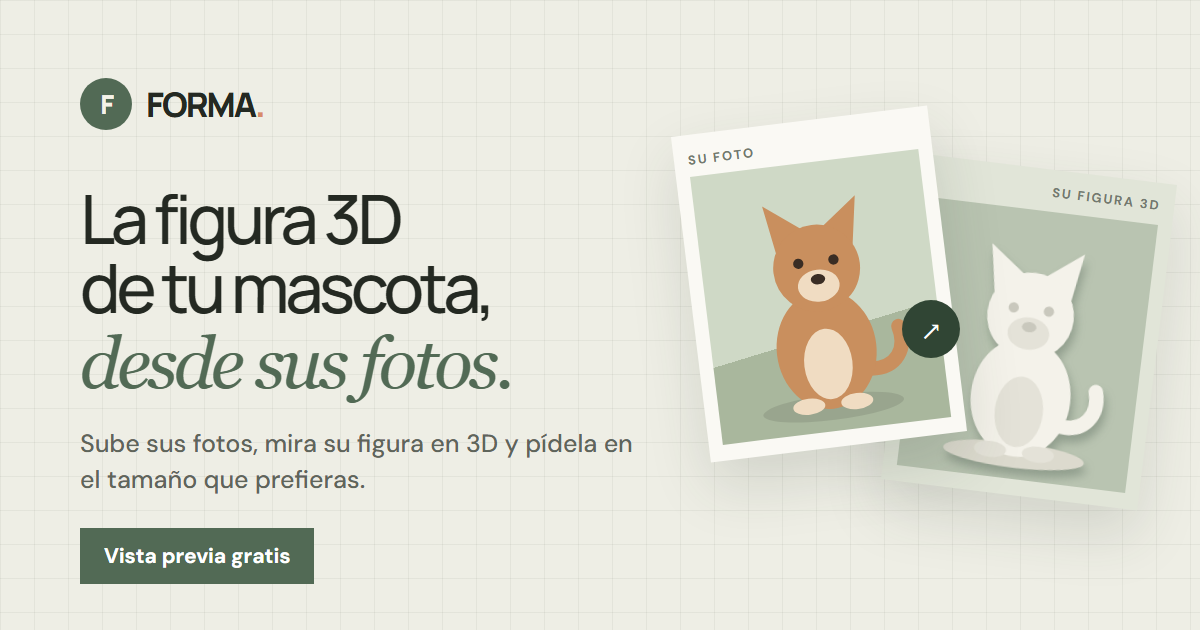 F
FORMA.
La figura 3D
de tu mascota,
desde sus fotos.
Sube sus fotos, mira su figura en 3D y pídela en
el tamaño que prefieras.
Vista previa gratis
SU FOTO
SU FIGURA 3D